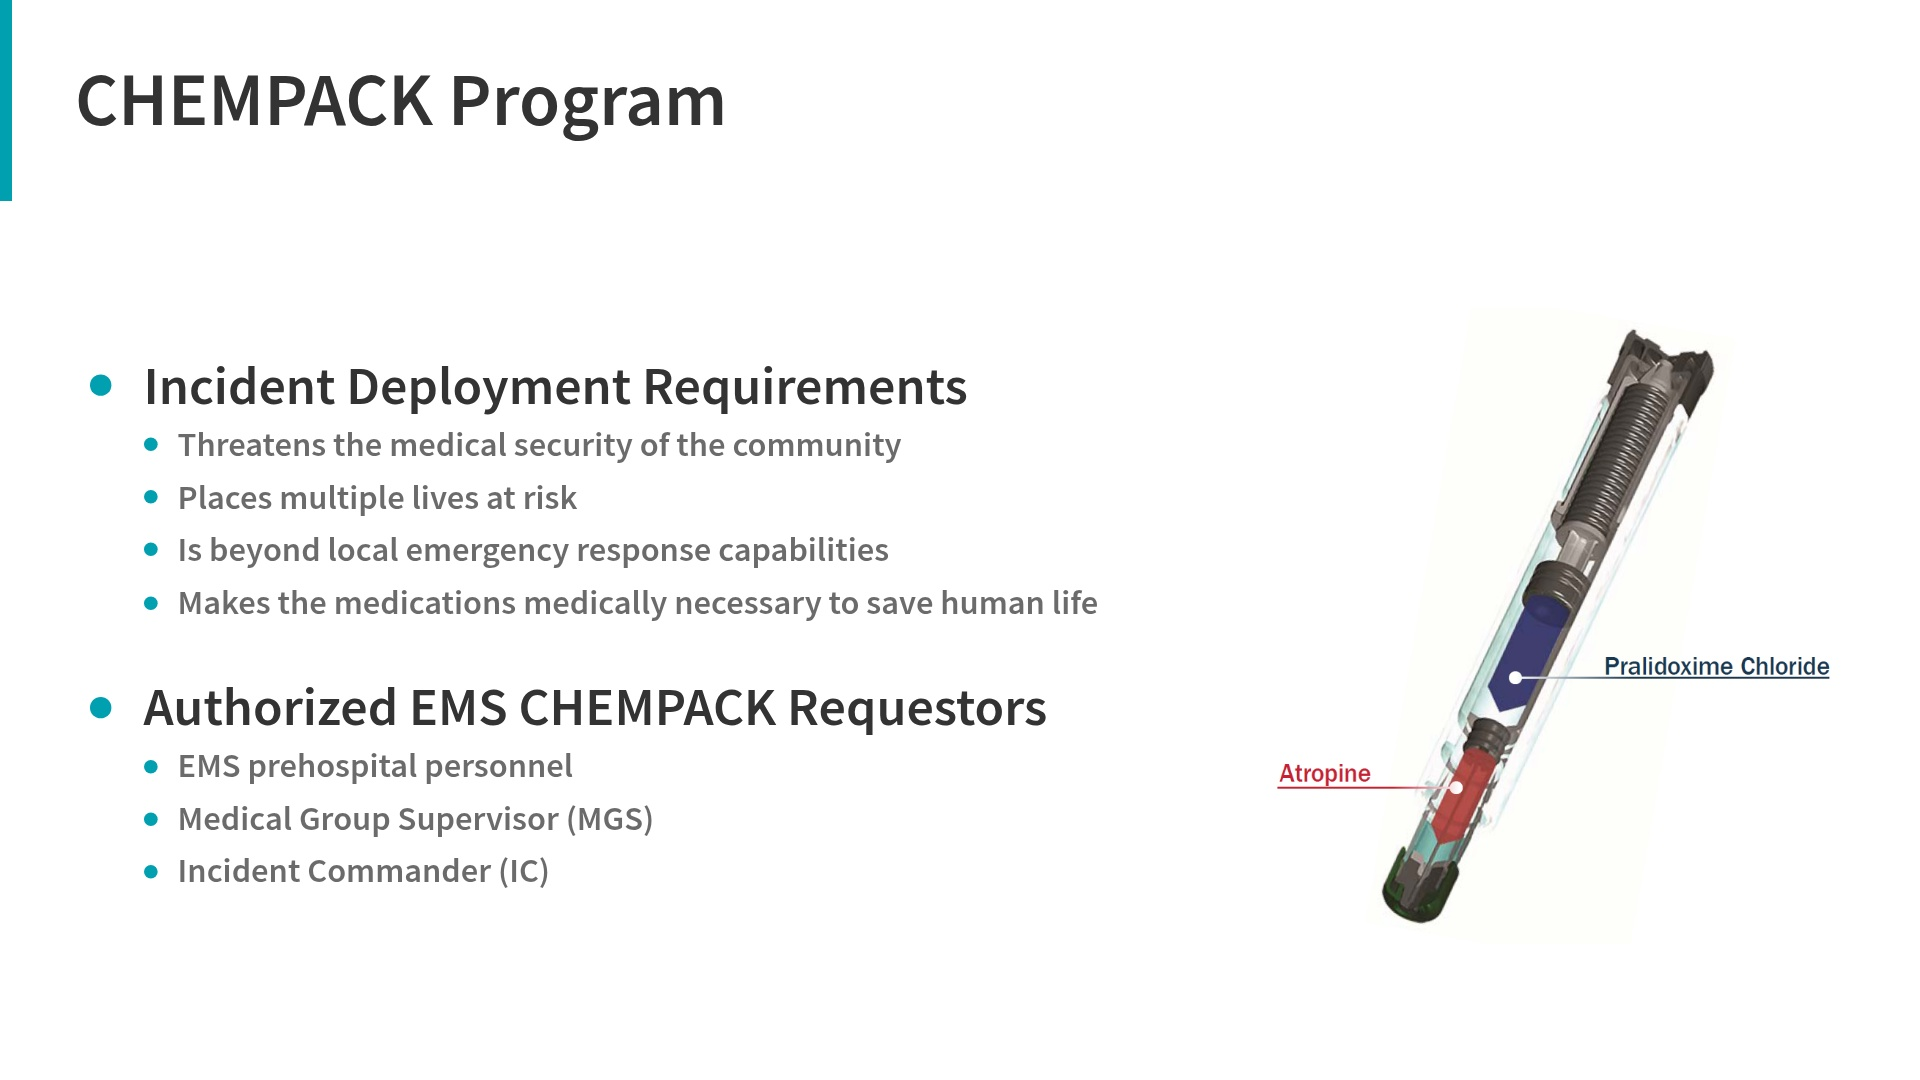 CHEMPACK Program
Incident Deployment Requirements
Threatens the medical security of the community
Places multiple lives at risk
Is beyond local emergency response capabilities
Makes the medications medically necessary to save human life
Authorized EMS CHEMPACK Requestors
EMS prehospital personnel
Medical Group Supervisor (MGS)
Incident Commander (IC)
Pralidoxime Chloride
Atropine